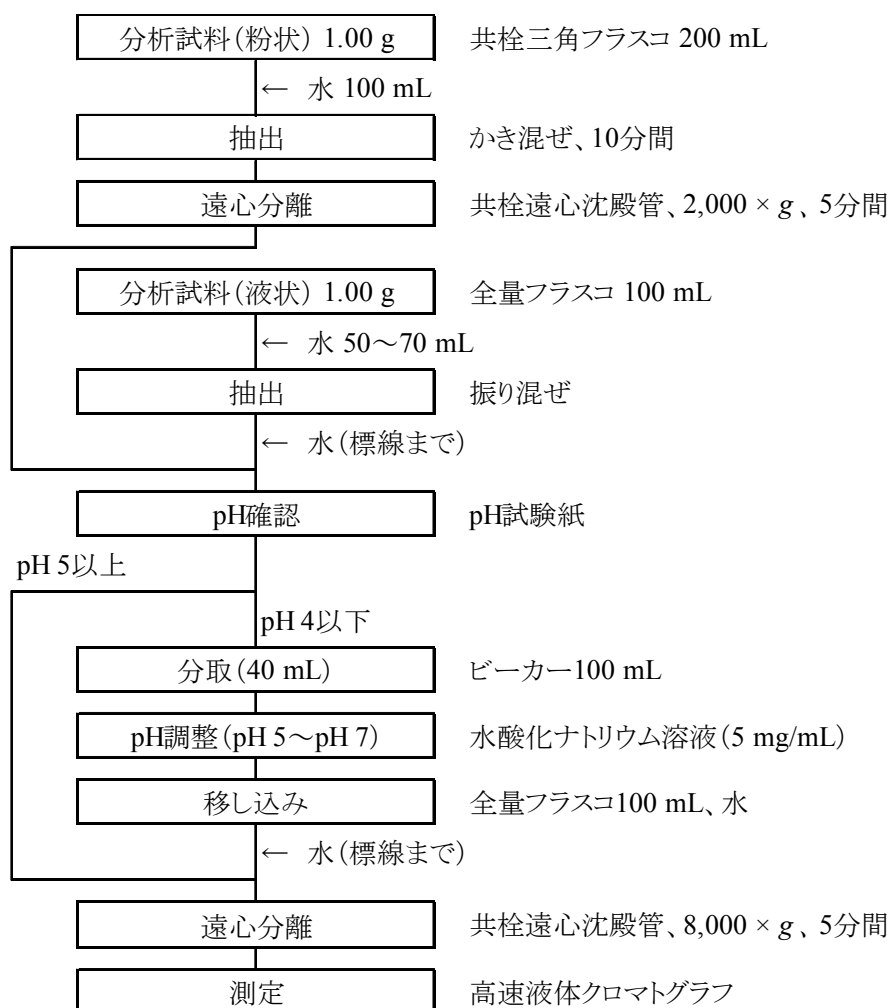 分析試料(粉状) 1.00 g 共栓三角フラスコ 200 mL
← 水 100 mL
抽出 かき混ぜ、10分間
遠心分離 共栓遠心沈殿管、2,000 × g 、5分間
分析試料(液状) 1.00 g 全量フラスコ 100 mL
← 水 50~70 mL
抽出 振り混ぜ
← 水(標線まで)
pH確認 pH試験紙
pH 5以上
pH 4以下
分取(40 mL) ビーカー100 mL
pH調整(pH 5~pH 7) 水酸化ナトリウム溶液(5 mg/mL)
移し込み 全量フラスコ100 mL、水
← 水(標線まで)
遠心分離 共栓遠心沈殿管、8,000 × g 、5分間
測定 高速液体クロマトグラフ